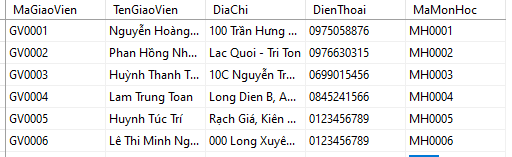 MaGiaoVien TenGiaoVien DiaChi DienThoai MaMonHoc
GV0001 Nguyễn Hoàng... 100 Trần Hưng ... 0975058876 MH0001
GV0002 Phan Hồng Nh... Lac Quoi - Tri Ton 0976630315 MH0002
GV0003 Huỳnh Thanh T... 10C Nguyễn Tr... 0699015456 MH0003
GV0004 Lam Trung Toan Long Dien B, A... 0845241566 MH0004
GV0005 Huynh Túc Trí Rạch Giá, Kiên ... 0123456789 MH0005
GV0006 Lê Thi Minh Ng... 000 Long Xuyê... 0123456789 MH0006